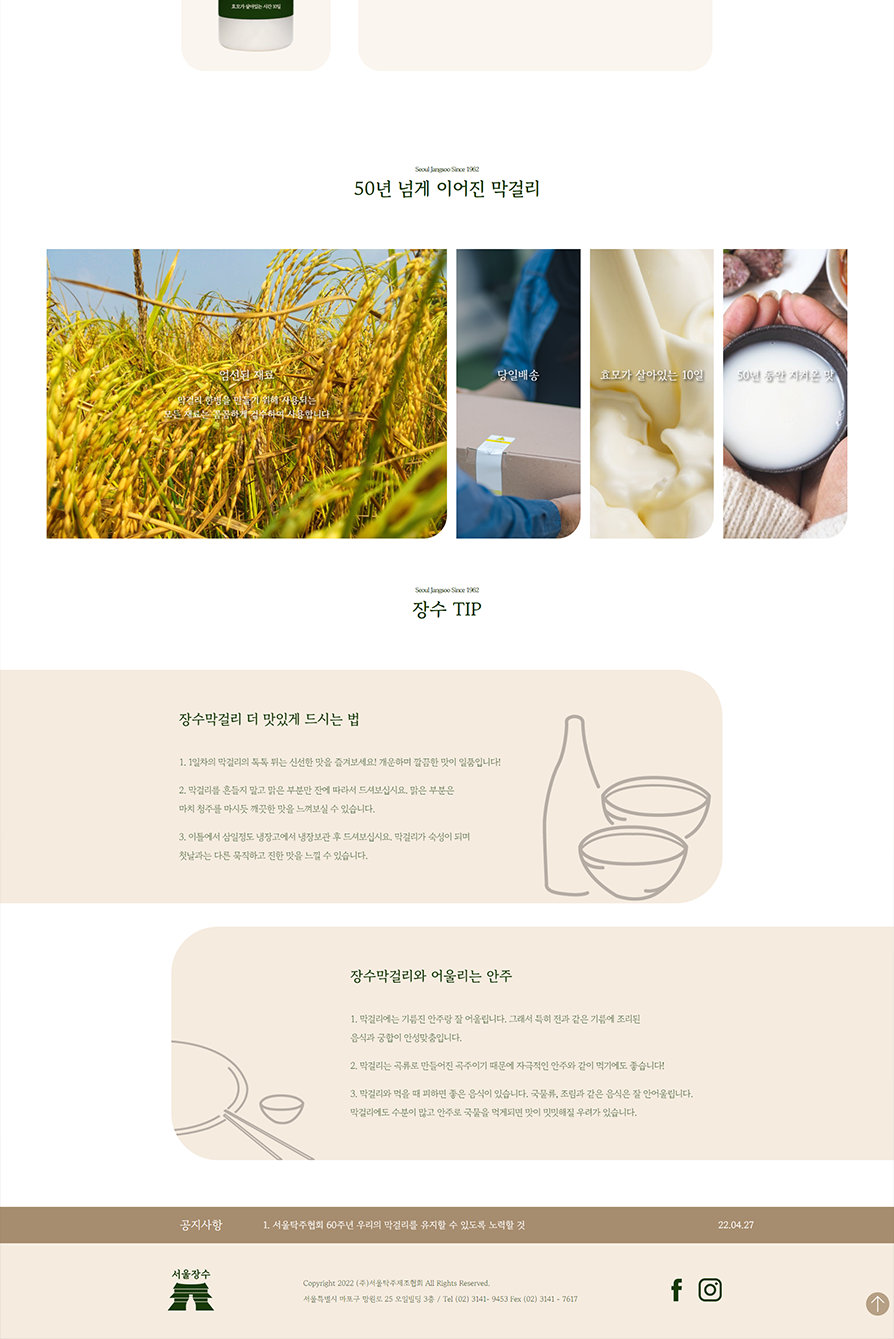 효모가 살아있는 시간 10일
Seoul Jangsoo Since 1962
50년 넘게 이어진 막걸리
엄선된 재료
막걸리 한병을 만들기 위해 사용되는
모든 재료는 꼼꼼하게 검수하며 사용합니다
당일배송
효모가 살아있는 10일
50년 동안 지켜온 맛
Seoul Jangsoo Since 1962
장수 TIP
장수막걸리 더 맛있게 드시는 법
1. 1일차의 막걸리의 톡톡 튀는 신선한 맛을 즐겨보세요! 개운하며 깔끔한 맛이 일품입니다!
2. 막걸리를 흔들지 말고 맑은 부분만 잔에 따라서 드셔보십시요. 맑은 부분은
마치 청주를 마시듯 깨끗한 맛을 느껴보실 수 있습니다.
3. 이틀에서 삼일정도 냉장고에서 냉장보관 후 드셔보십시요. 막걸리가 숙성이 되며
첫날과는 다른 묵직하고 진한 맛을 느낄 수 있습니다.
장수막걸리와 어울리는 안주
1. 막걸리에는 기름진 안주랑 잘 어울립니다. 그래서 특히 전과 같은 기름에 조리된
음식과 궁합이 안성맞춤입니다.
2. 막걸리는 곡류로 만들어진 곡주이기 때문에 자극적인 안주와 같이 먹기에도 좋습니다!
3. 막걸리와 먹을 때 피하면 좋은 음식이 있습니다. 국물류, 조림과 같은 음식은 잘 안어울립니다.
막걸리에도 수분이 많고 안주로 국물을 먹게되면 맛이 밋밋해질 우려가 있습니다.
공지사항 1. 서울탁주협회 60주년 우리의 막걸리를 유지할 수 있도록 노력할 것 22.04.27
서울장수
Copyright 2022 (주)서울탁주제조협회 All Rights Reserved.
서울특별시 마포구 망원로 25 오일빌딩 3층 / Tel (02) 3141- 9453 Fex (02) 3141 - 7617